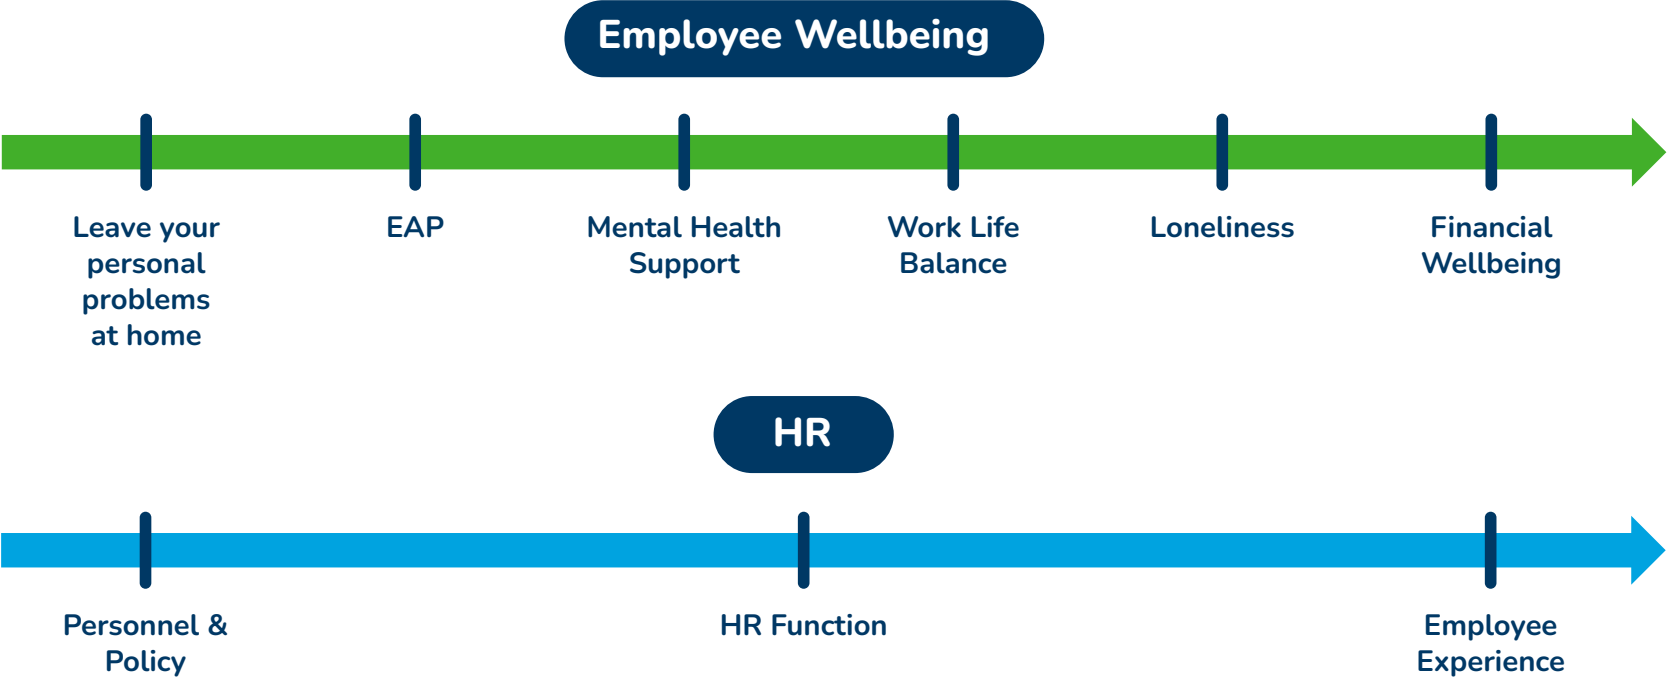 Employee Wellbeing
Leave your
personal
problems
at home
EAP
Mental Health
Support
Work Life
Balance
Loneliness
Financial
Wellbeing
HR
Personnel &
Policy
HR Function
Employee
Experience